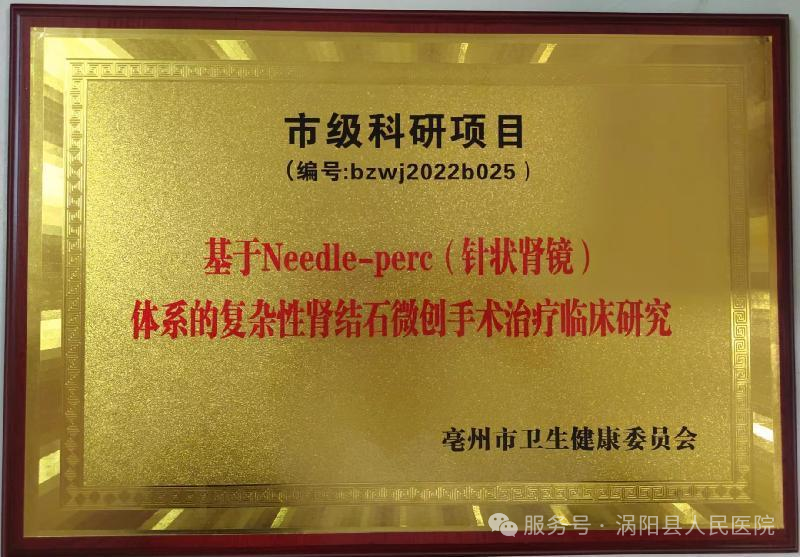 市级科研项目
（编号:bzwj2022b025）
基于Needle-perc（针状肾镜）
体系的复杂性肾结石微创手术治疗临床研究
亳州市卫生健康委员会
服务号 · 涡阳县人民医院